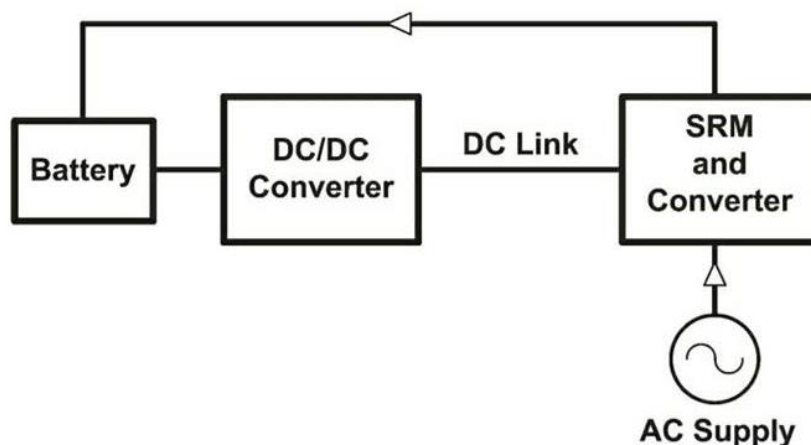 Battery
DC/DC
Converter
DC Link
SRM
and
Converter
AC Supply